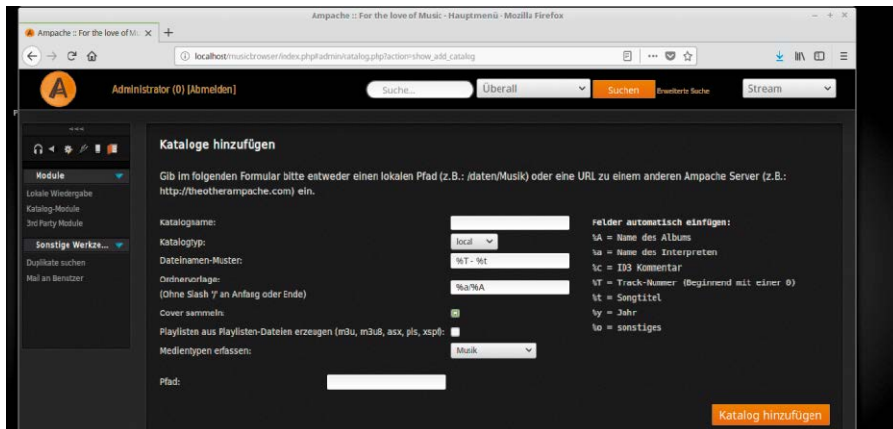 Ampache :: For the love of Music - Hauptmenü - Mozilla Firefox
Ampache :: For the love of Mu
localhost/musicbrowser/index.php#admin/catalog.php?action=show_add_catalog
Administrator (0) [Abmelden]
Suche...
Überall
Suchen
Erweiterte Suche
Stream
<<<
Module
Lokale Wiedergabe
Katalog-Module
3rd Party Module
Sonstige Werkze...
Duplikate suchen
Mail an Benutzer
Kataloge hinzufügen
Gib im folgenden Formular bitte entweder einen lokalen Pfad (z.B.: /daten/Musik) oder eine URL zu einem anderen Ampache Server (z.B.:
http://theotherampache.com) ein.
Katalogname:
Katalogtyp:
local
Dateinamen-Muster:
%T - %t
Ordnervorlage:
(Ohne Slash '/' an Anfang oder Ende)
%a/%A
Cover sammeln:
Playlisten aus Playlisten-Dateien erzeugen (m3u, m3u8, asx, pls, xspf):
Medientypen erfassen:
Musik
Pfad:
Felder automatisch einfügen:
%A = Name des Albums
%a = Name des Interpreten
%c = ID3 Kommentar
%T = Track-Nummer (Beginnend mit einer 0)
%t = Songtitel
%y = Jahr
%o = sonstiges
Katalog hinzufügen